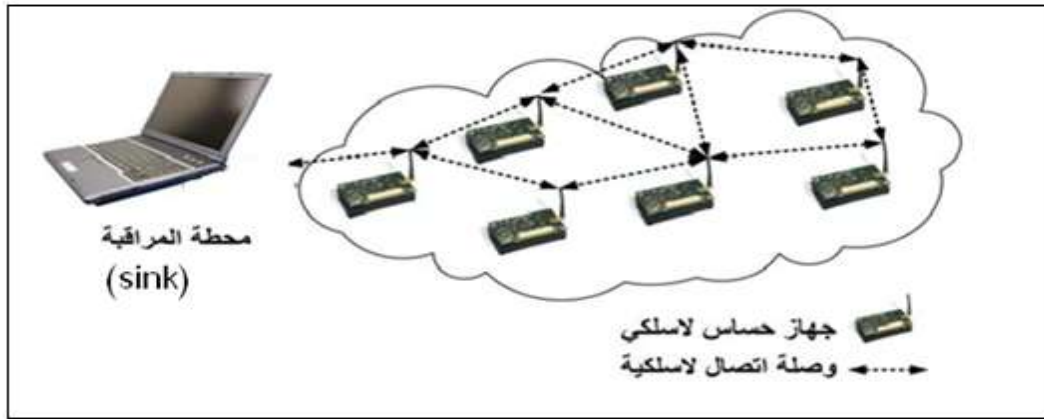 محطة المراقبة
(sink)
جهاز حساس لاسلكي
وصلة اتصال لاسلكية